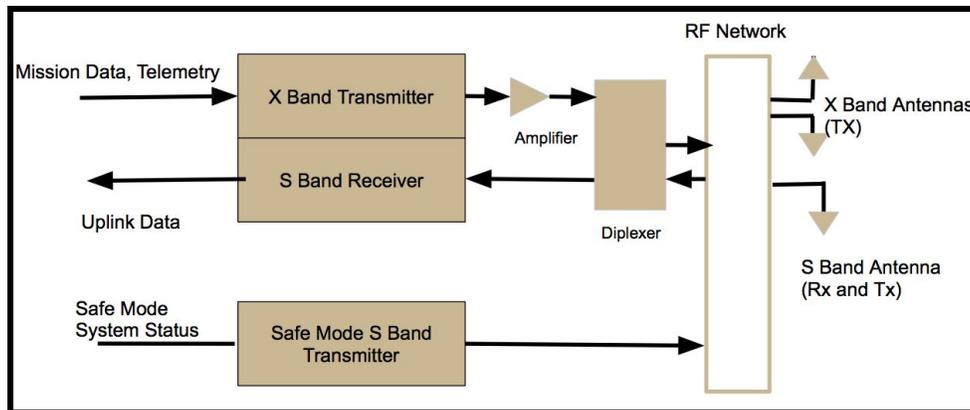 RF Network
Mission Data, Telemetry
X Band Transmitter
Amplifier
X Band Antennas
(TX)
S Band Receiver
Uplink Data
Diplexer
S Band Antenna
(Rx and Tx)
Safe Mode
System Status
Safe Mode S Band
Transmitter